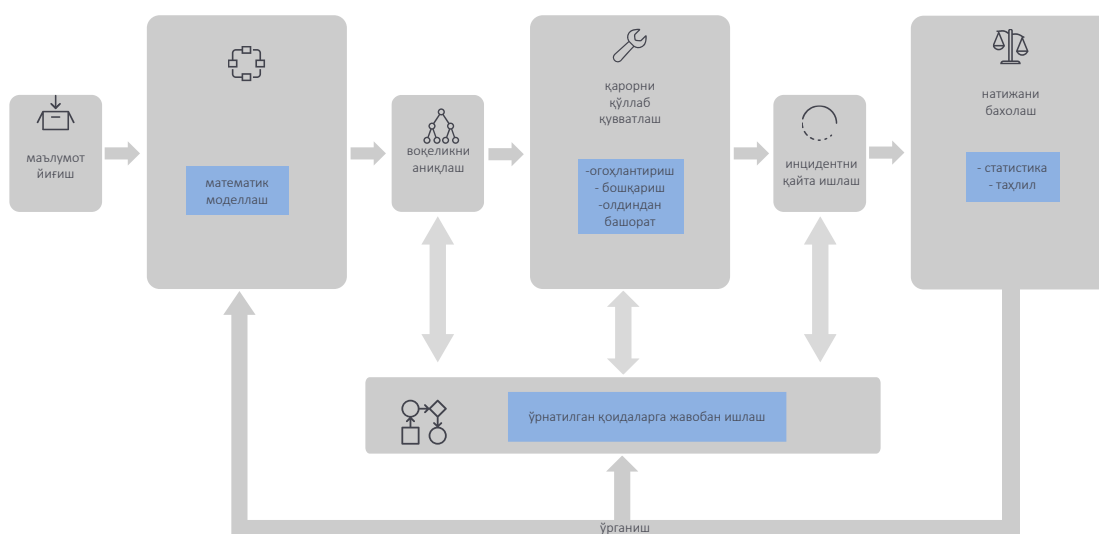 маълумот
йиғиш
математик
моделлаш
воқеликни
аниқлаш
қарорни
қўллаб
қувватлаш
-огоҳлантириш
- бошқариш
-олдиндан
башорат
инцидентни
қайта ишлаш
натижани
бахолаш
- статистика
- таҳлил
ўрнатилган қоидаларга жавобан ишлаш
ўрганиш